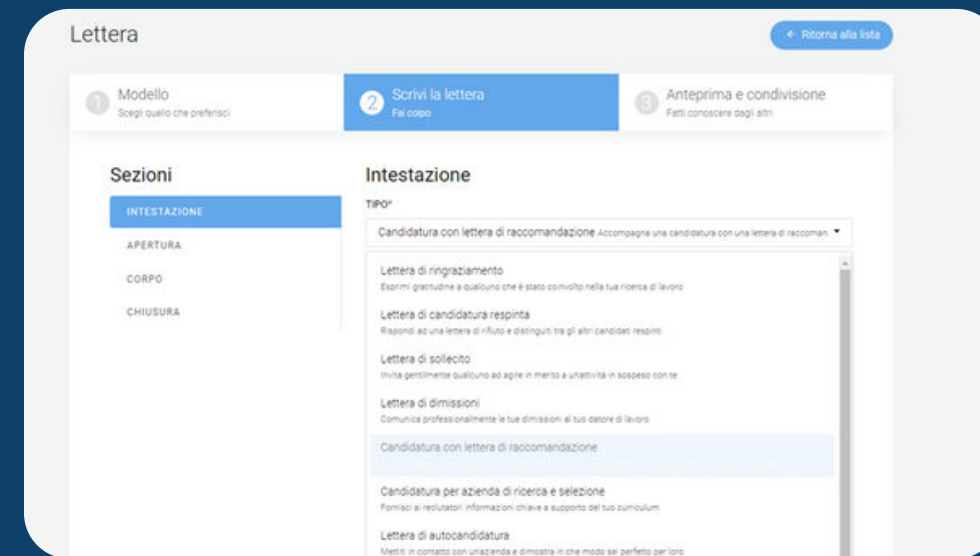 Lettera
← Ritorna alla lista
1 Modello
Scegli quello che preferisci
2 Scrivi la lettera
Fai colpo
3 Anteprima e condivisione
Fatti conoscere dagli altri
Sezioni
INTESTAZIONE
APERTURA
CORPO
CHIUSURA
Intestazione
TIPO*
Candidatura con lettera di raccomandazione Accompagna una candidatura con una lettera di raccoman
Lettera di ringraziamento
Esprimi gratitudine a qualcuno che è stato coinvolto nella tua ricerca di lavoro
Lettera di candidatura respinta
Rispondi ad una lettera di rifiuto e distinguiti tra gli altri candidati respinti
Lettera di sollecito
Invita gentilmente qualcuno ad agire in merito a un'attività in sospeso con te
Lettera di dimissioni
Comunica professionalmente le tue dimissioni al tuo datore di lavoro
Candidatura con lettera di raccomandazione
Candidatura per azienda di ricerca e selezione
Fornisci ai reclutatori informazioni chiave a supporto del tuo curriculum
Lettera di autocandidatura
Mettiti in contatto con un'azienda e dimostra in che modo sei perfetto per loro